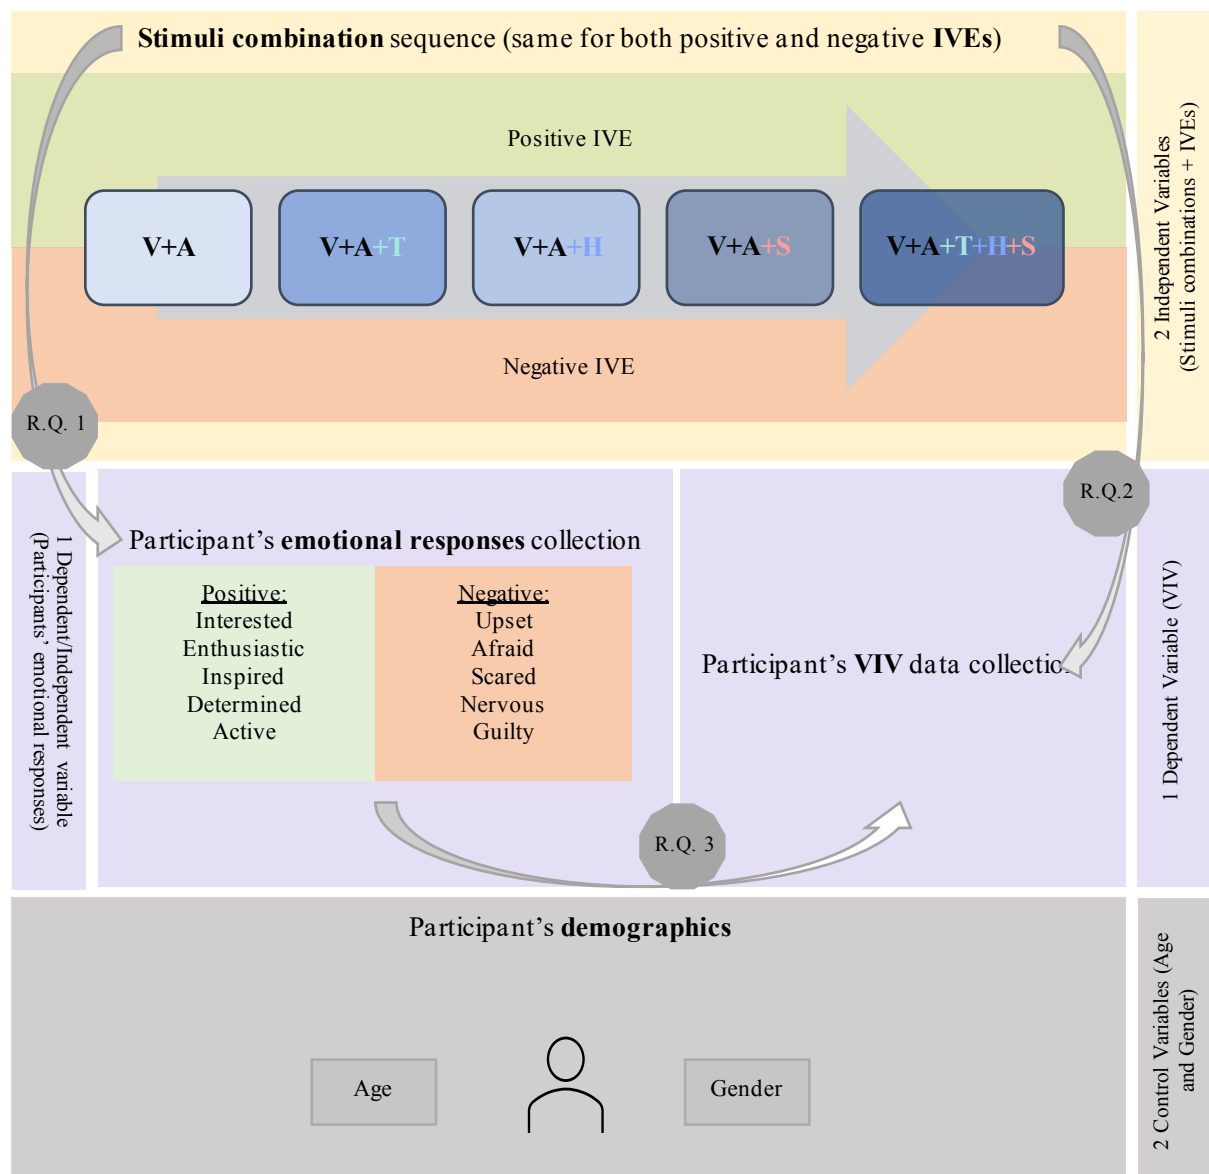 Stimuli combination sequence (same for both positive and negative IVEs)
Positive IVE
V+A
V+A+T
V+A+H
V+A+S
V+A+T+H+S
Negative IVE
2 Independent Variables
(Stimuli combinations + IVEs)
R.Q. 1
R.Q.2
1 Dependent/Independent variable
(Participants' emotional responses)
Participant's emotional responses collection
Positive:
Interested
Enthusiastic
Inspired
Determined
Active
Negative:
Upset
Afraid
Scared
Nervous
Guilty
Participant's VIV data collection
1 Dependent Variable (VIV)
R.Q. 3
Participant's demographics
Age
Gender
2 Control Variables (Age
and Gender)